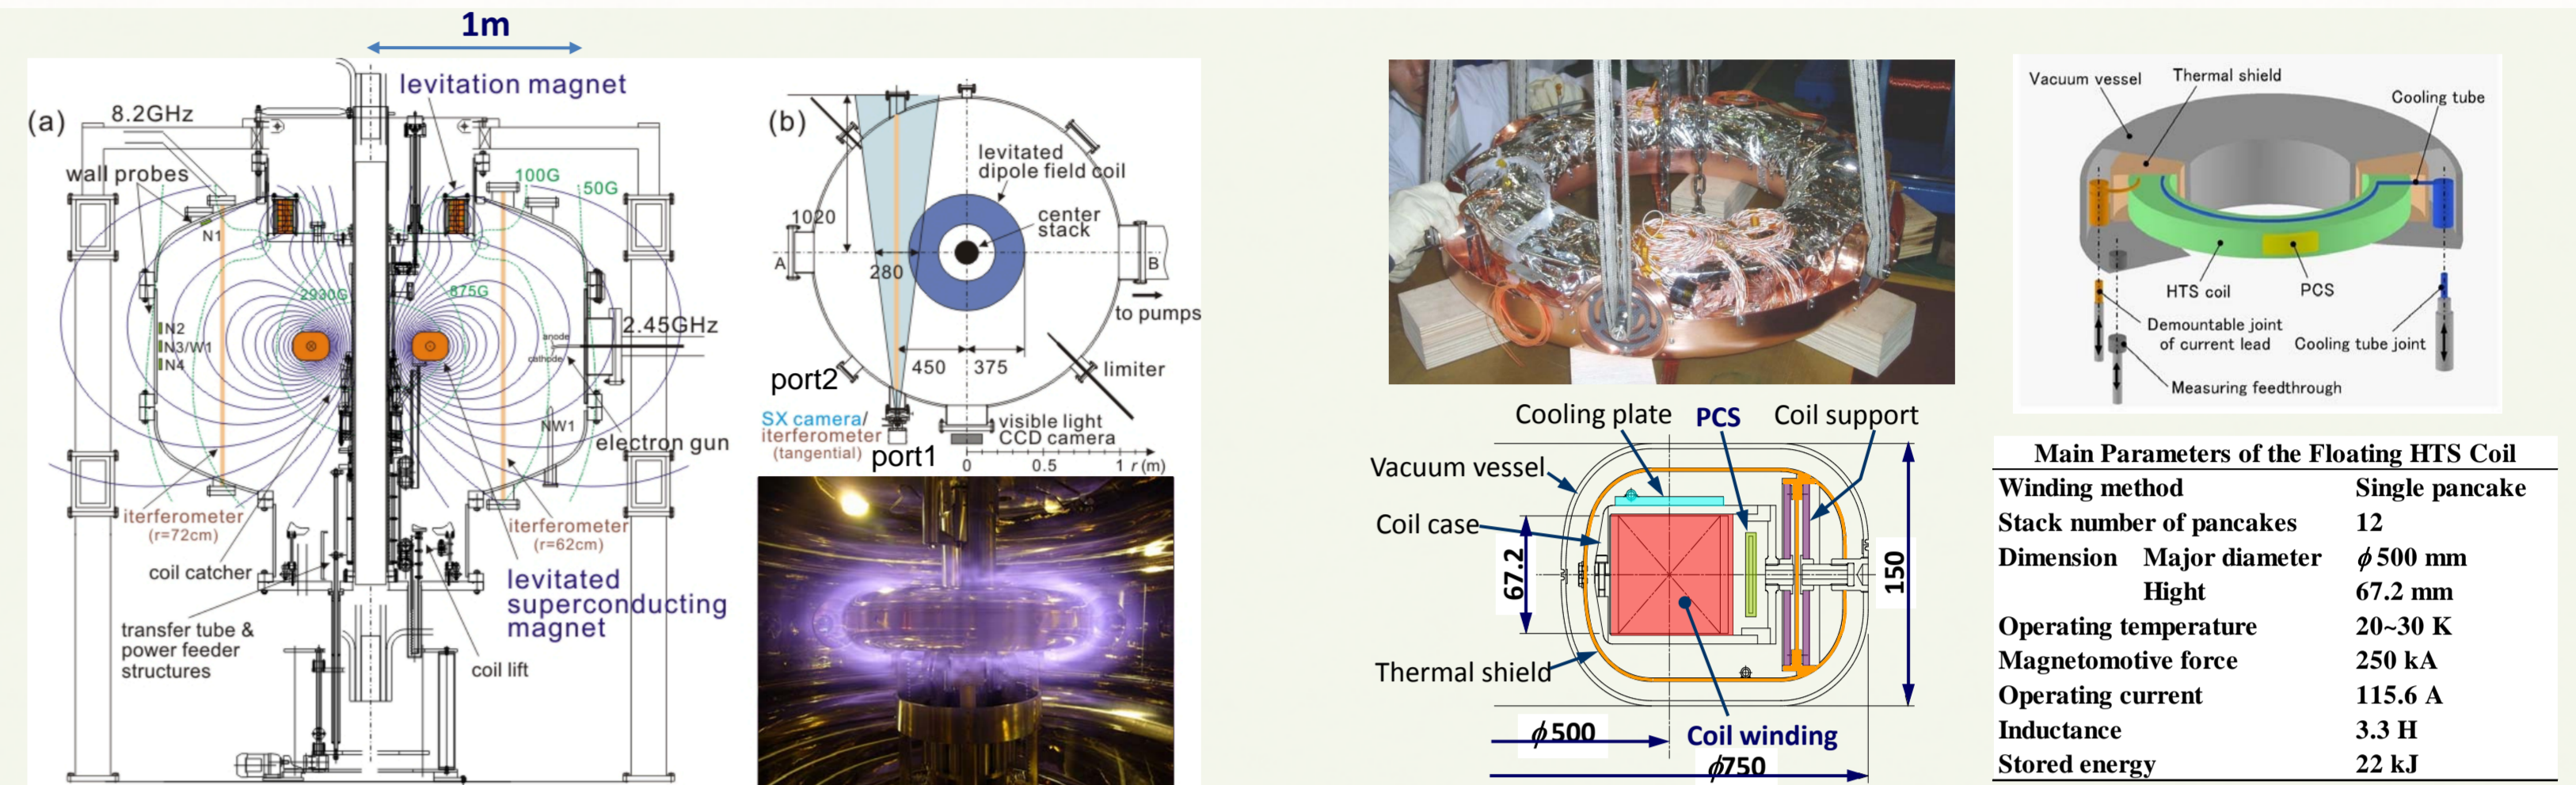 1m
(a)
8.2GHz
levitation magnet
wall probes
100G
50G
N1
2930G
875G
2.45GHz
anode
cathode
N2
N3/W1
N4
NW1
electron gun
iterferometer
(r=72cm)
iterferometer
(r=62cm)
coil catcher
levitated
superconducting
magnet
transfer tube &
power feeder
structures
coil lift
(b)
levitated
dipole field coil
1020
center
stack
A
B
280
to pumps
450
375
port2
limiter
SX camera/
iterferometer
(tangential)
port1
visible light
CCD camera
0
0.5
1 r(m)
Cooling plate
PCS
Coil support
Vacuum vessel
Coil case
67.2
150
Thermal shield
ϕ500
Coil winding
ϕ750
Vacuum vessel
Thermal shield
Cooling tube
HTS coil
PCS
Demountable joint
of current lead
Cooling tube joint
Measuring feedthrough
Main Parameters of the Floating HTS Coil
Winding method Single pancake
Stack number of pancakes 12
Dimension Major diameter ϕ500 mm
Hight 67.2 mm
Operating temperature 20~30 K
Magnetomotive force 250 kA
Operating current 115.6 A
Inductance 3.3 H
Stored energy 22 kJ